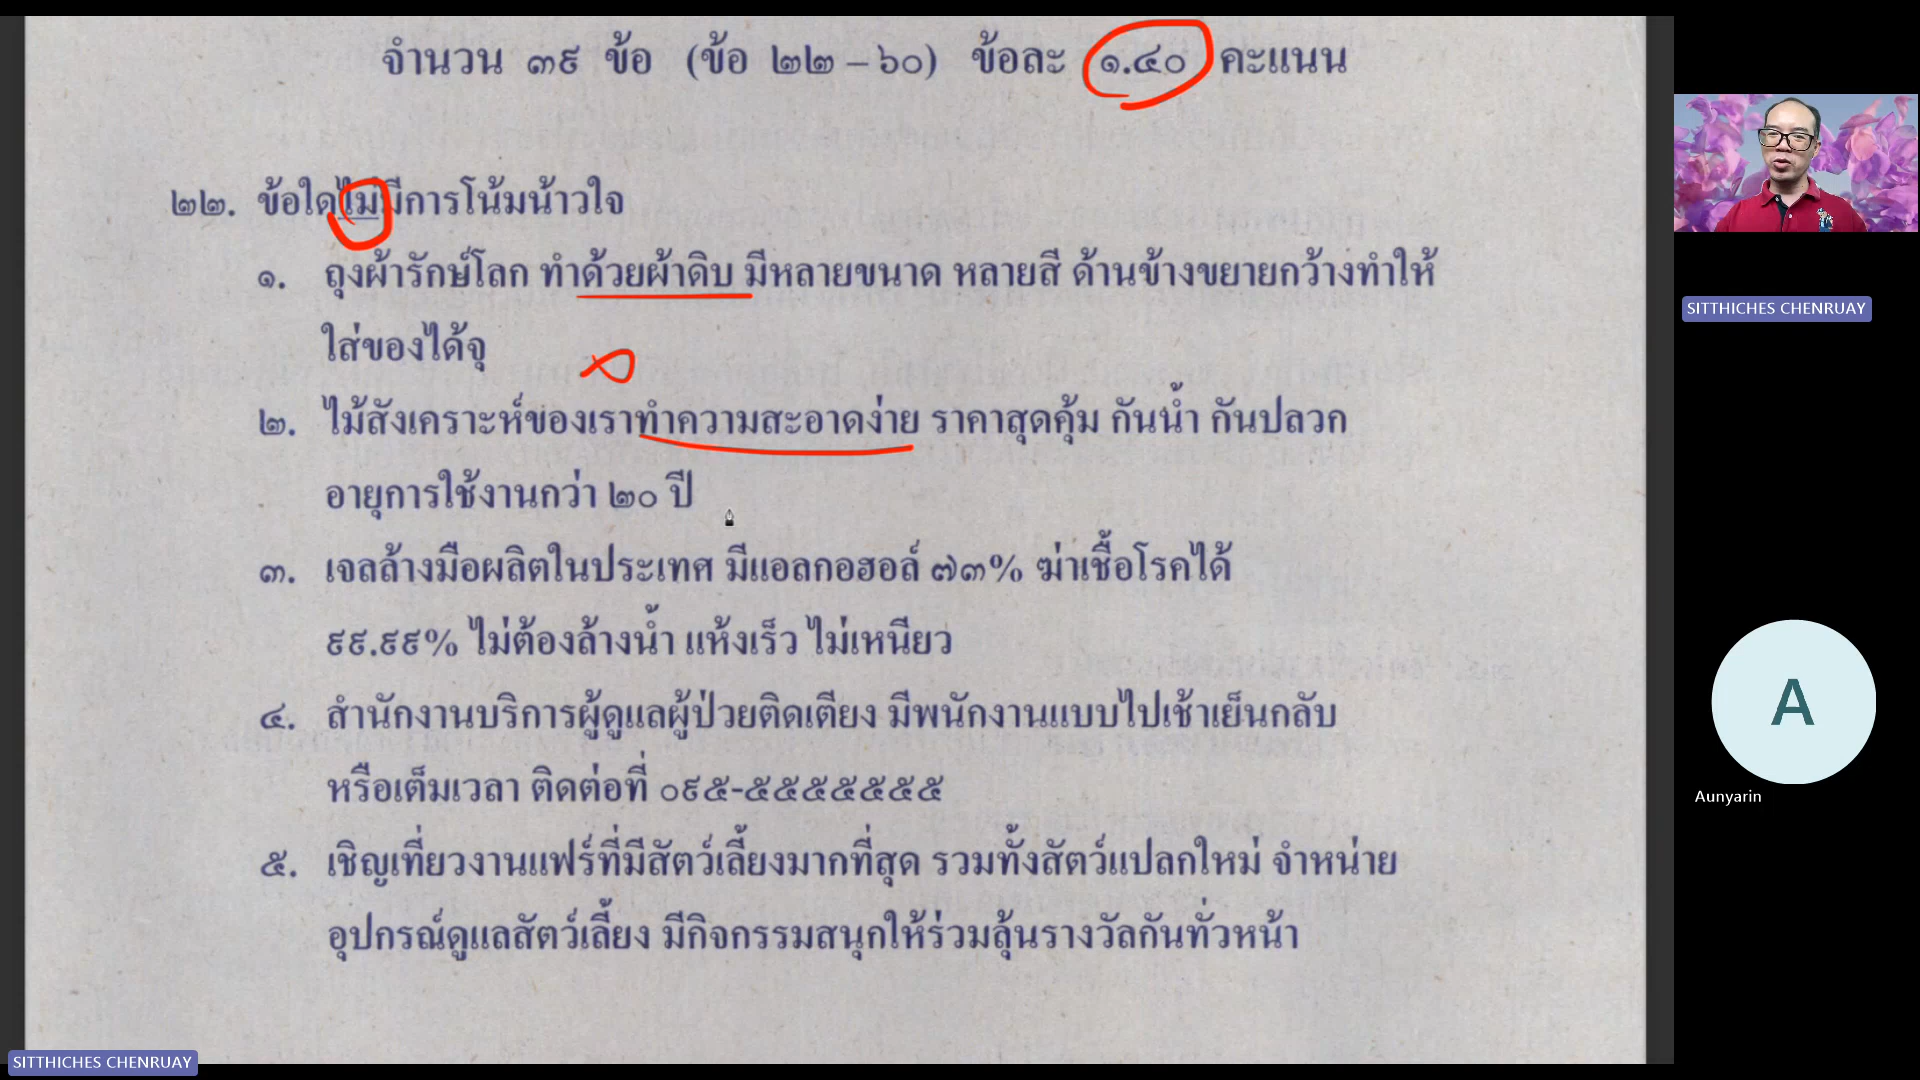 จำนวน ๓๙ ข้อ (ข้อ ๒๒ – ๖๐) ข้อละ ๑.๔๐ คะแนน
๒๒. ข้อใดไม่มีการโน้มน้าวใจ
๑. ถุงผ้ารักษ์โลก ทำด้วยผ้าดิบ มีหลายขนาด หลายสี ด้านข้างขยายกว้างทำให้
ใส่ของได้จุ
๒. ไม้สังเคราะห์ของเราทำความสะอาดง่าย ราคาสุดคุ้ม กันน้ำ กันปลวก
อายุการใช้งานกว่า ๒๐ ปี
๓. เจลล้างมือผลิตในประเทศ มีแอลกอฮอล์ ๗๓% ฆ่าเชื้อโรคได้
๙๙.๙๙% ไม่ต้องล้างน้ำ แห้งเร็ว ไม่เหนียว
๔. สำนักงานบริการผู้ดูแลผู้ป่วยติดเตียง มีพนักงานแบบไปเช้าเย็นกลับ
หรือเต็มเวลา ติดต่อที่ ๐๙๕-๕๕๕๕๕๕๕
๕. เชิญเที่ยวงานแฟร์ที่มีสัตว์เลี้ยงมากที่สุด รวมทั้งสัตว์แปลกใหม่ จำหน่าย
อุปกรณ์ดูแลสัตว์เลี้ยง มีกิจกรรมสนุกให้ร่วมลุ้นรางวัลกันทั่วหน้า
SITTHICHES CHENRUAY
SITTHICHES CHENRUAY
A
Aunyarin